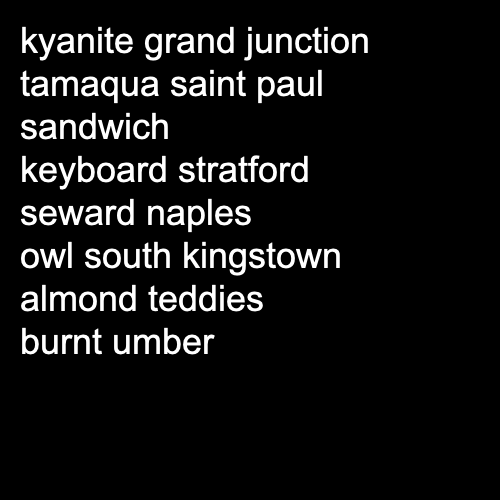 kyanite grand junction
tamaqua saint paul
sandwich
keyboard stratford
seward naples
owl south kingstown
almond teddies
burnt umber